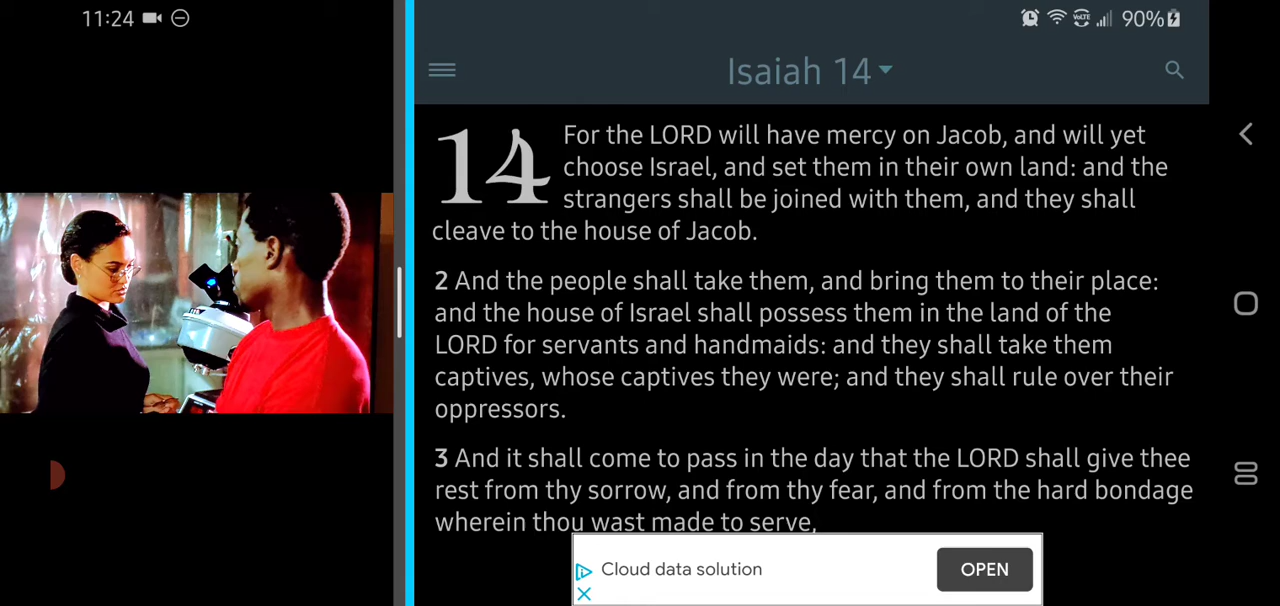 11:24
90%
Isaiah 14
14 For the LORD will have mercy on Jacob, and will yet
choose Israel, and set them in their own land: and the
strangers shall be joined with them, and they shall
cleave to the house of Jacob.
2 And the people shall take them, and bring them to their place:
and the house of Israel shall possess them in the land of the
LORD for servants and handmaids: and they shall take them
captives, whose captives they were; and they shall rule over their
oppressors.
3 And it shall come to pass in the day that the LORD shall give thee
rest from thy sorrow, and from thy fear, and from the hard bondage
wherein thou wast made to serve,
Cloud data solution
OPEN